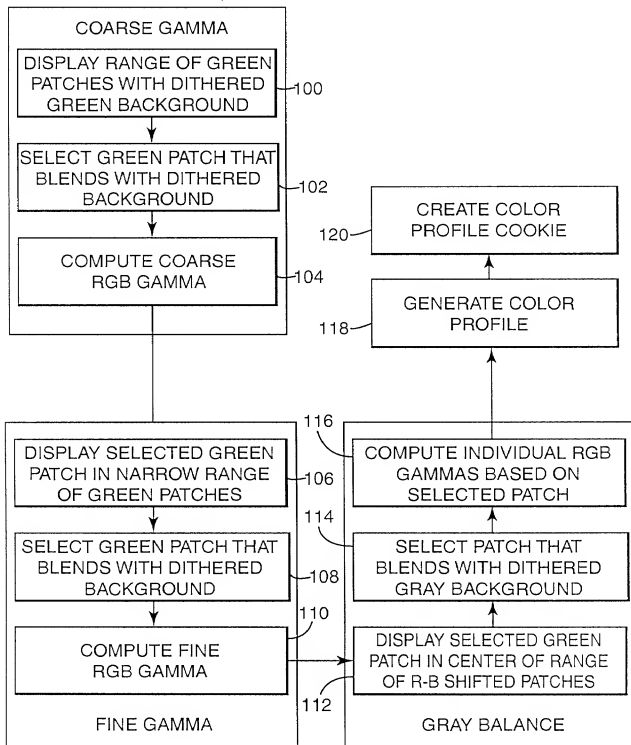 COARSE GAMMA
DISPLAY RANGE OF GREEN
PATCHES WITH DITHERED
GREEN BACKGROUND
100
SELECT GREEN PATCH THAT
BLENDS WITH DITHERED
BACKGROUND
102
COMPUTE COARSE
RGB GAMMA
104
DISPLAY SELECTED GREEN
PATCH IN NARROW RANGE
OF GREEN PATCHES
106
SELECT GREEN PATCH THAT
BLENDS WITH DITHERED
BACKGROUND
108
COMPUTE FINE
RGB GAMMA
110
FINE GAMMA
DISPLAY SELECTED GREEN
PATCH IN CENTER OF RANGE
OF R-B SHIFTED PATCHES
112
SELECT PATCH THAT
BLENDS WITH DITHERED
GRAY BACKGROUND
114
COMPUTE INDIVIDUAL RGB
GAMMAS BASED ON
SELECTED PATCH
116
GRAY BALANCE
GENERATE COLOR
PROFILE
118
CREATE COLOR
PROFILE COOKIE
120